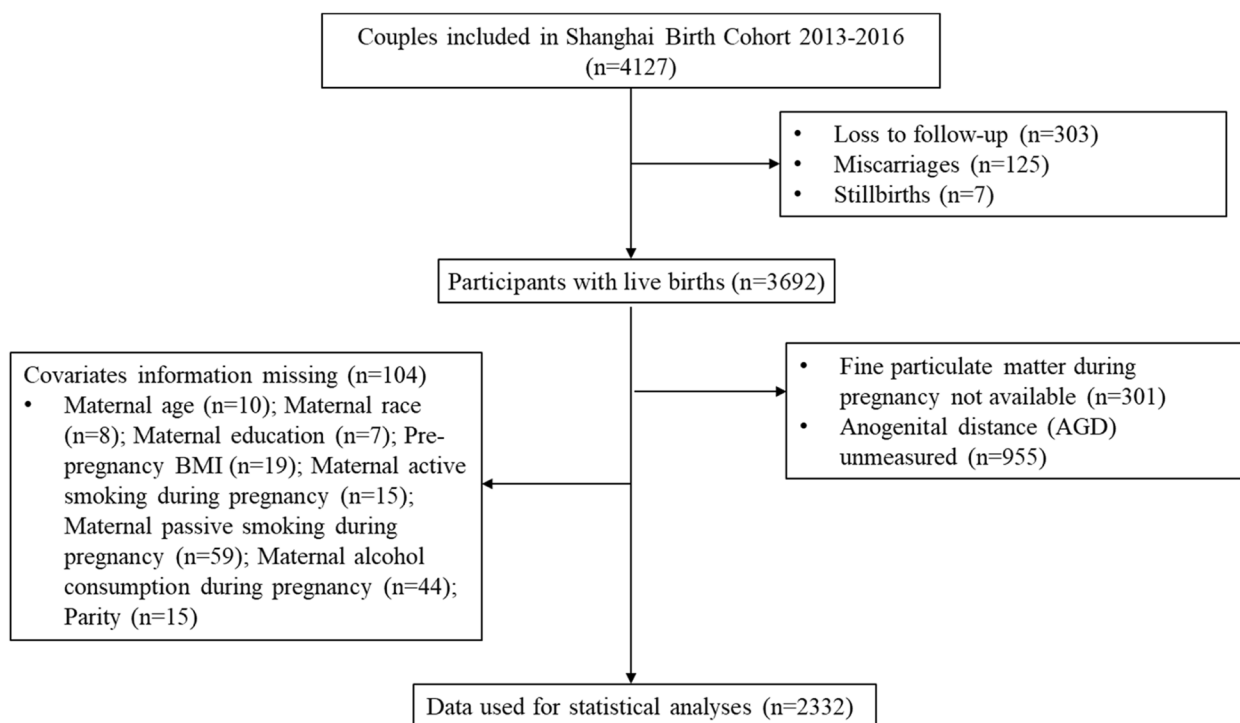 Couples included in Shanghai Birth Cohort 2013-2016
(n=4127)
• Loss to follow-up (n=303)
• Miscarriages (n=125)
• Stillbirths (n=7)
Participants with live births (n=3692)
Covariates information missing (n=104)
• Maternal age (n=10); Maternal race
(n=8); Maternal education (n=7); Pre-
pregnancy BMI (n=19); Maternal active
smoking during pregnancy (n=15);
Maternal passive smoking during
pregnancy (n=59); Maternal alcohol
consumption during pregnancy (n=44);
Parity (n=15)
• Fine particulate matter during
pregnancy not available (n=301)
• Anogenital distance (AGD)
unmeasured (n=955)
Data used for statistical analyses (n=2332)